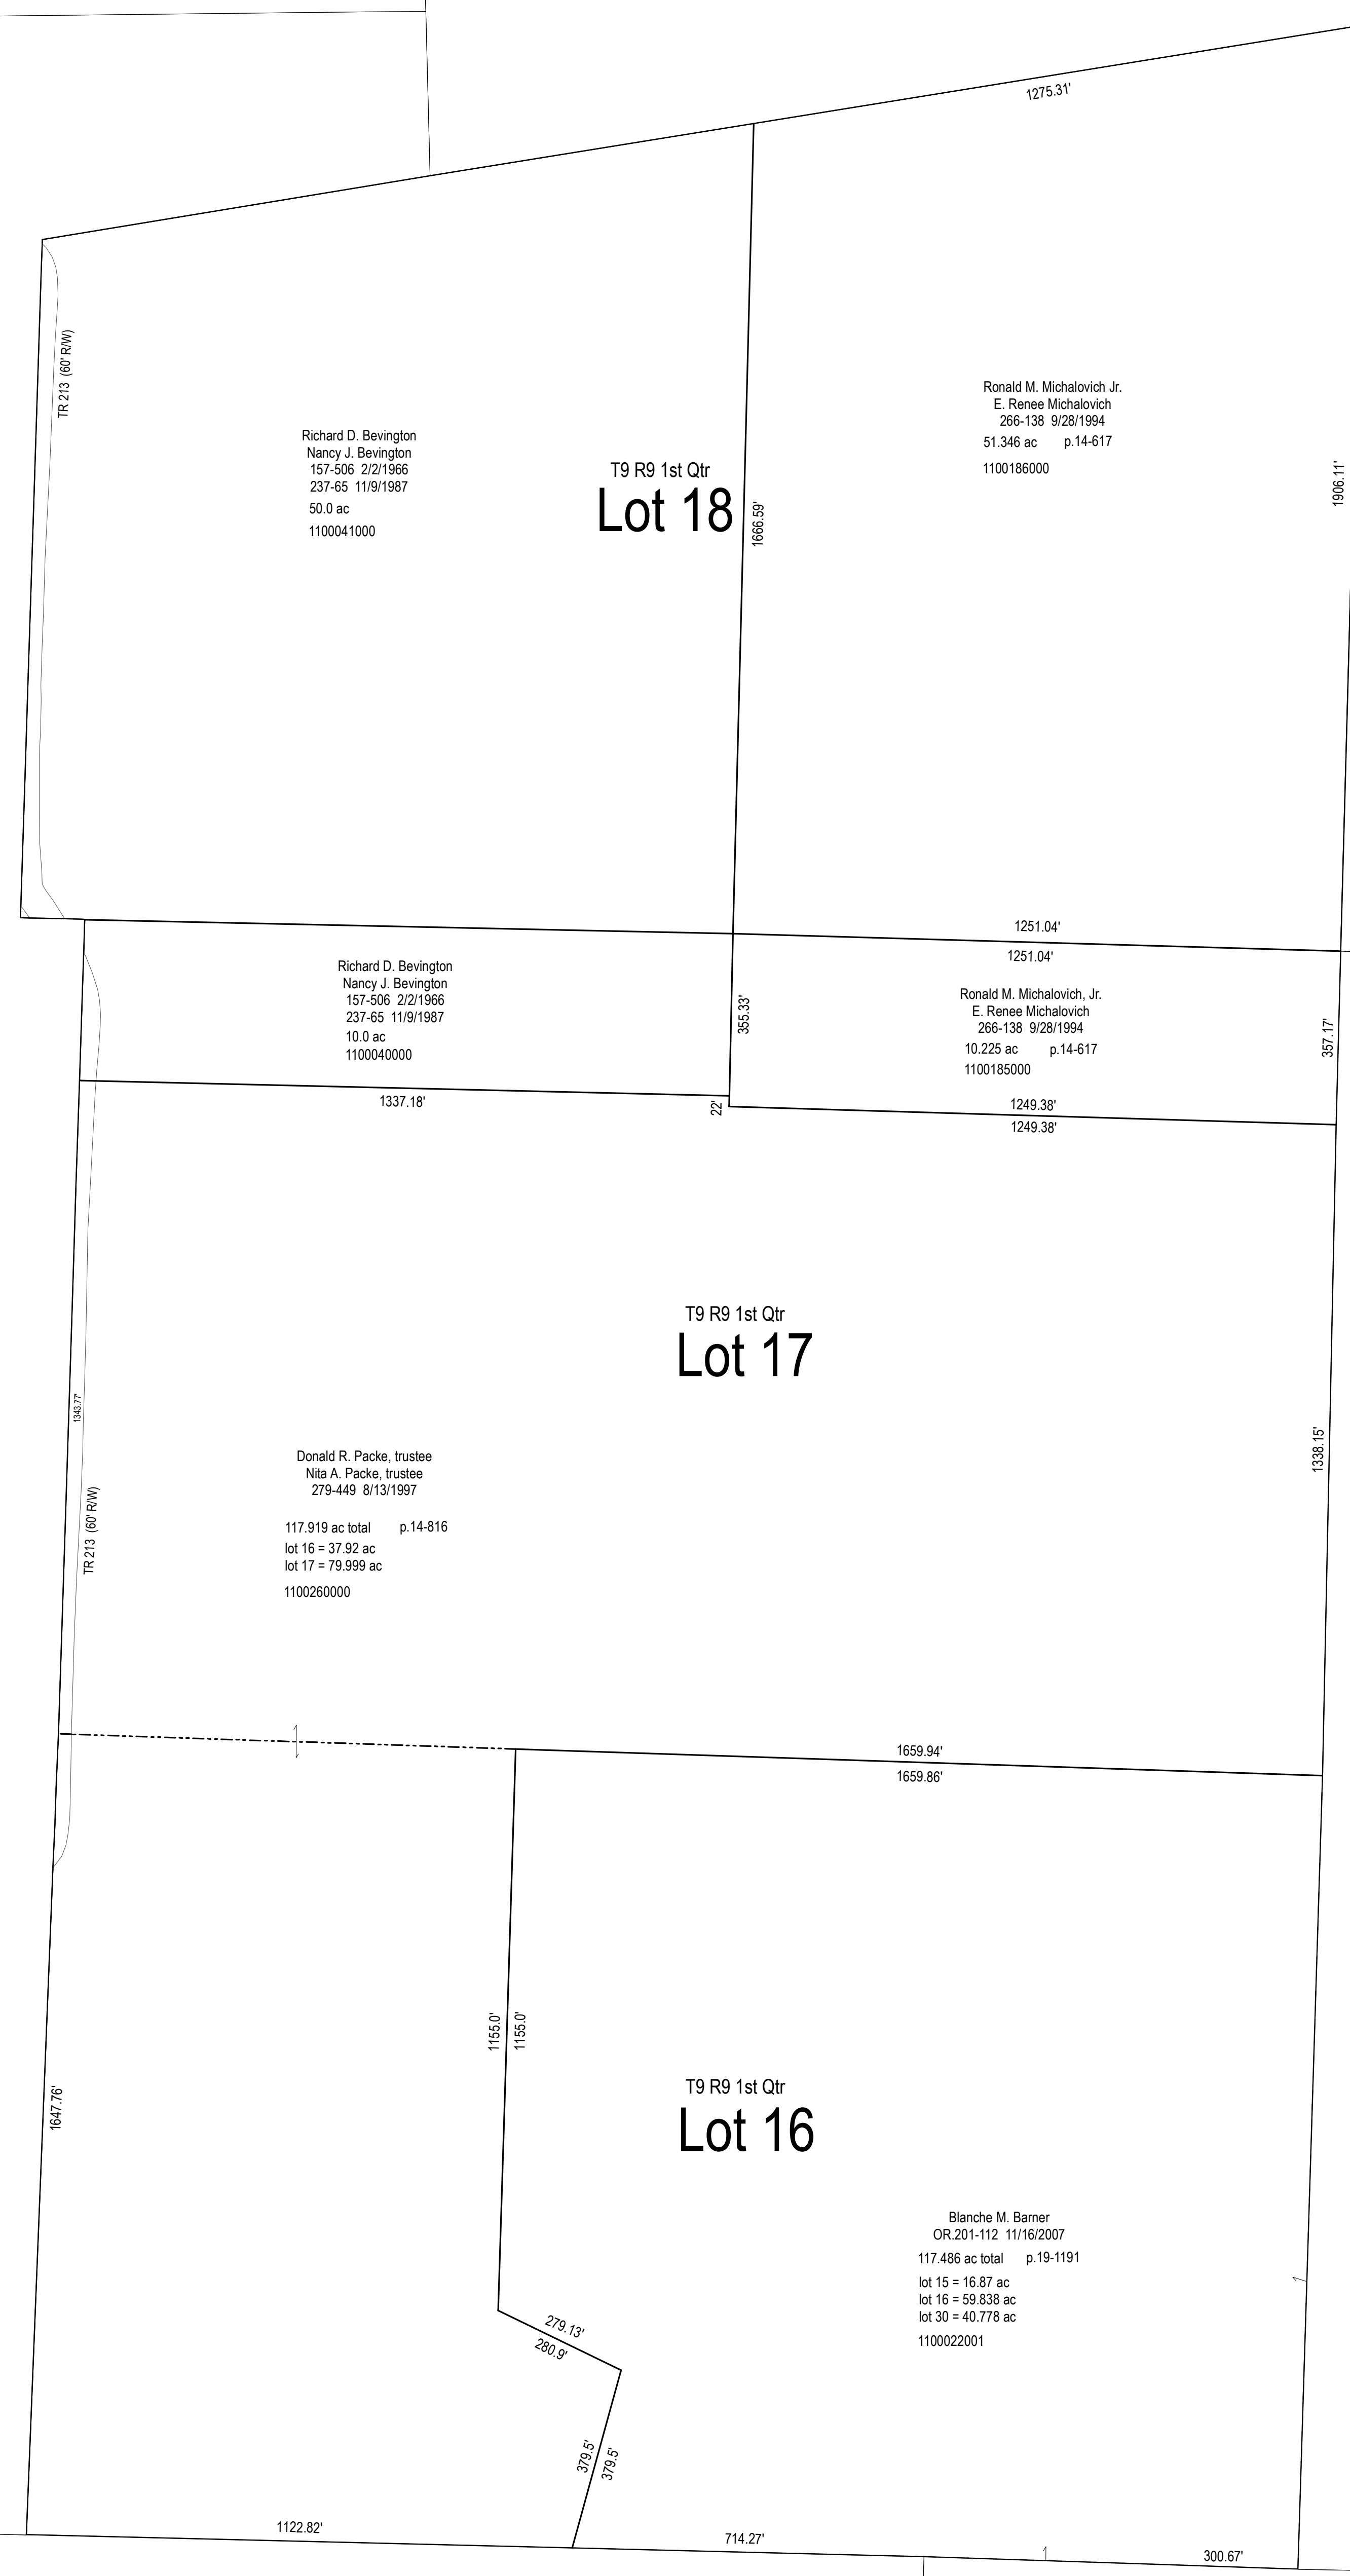 1275.31'
TR 213 (60' R/W)
Richard D. Bevington
Nancy J. Bevington
157-506 2/2/1966
237-65 11/9/1987
50.0 ac
1100041000
T9 R9 1st Qtr
Lot 18
1666.59'
Ronald M. Michalovich Jr.
E. Renee Michalovich
266-138 9/28/1994
51.346 ac p.14-617
1100186000
1906.11'
1251.04'
1251.04'
Richard D. Bevington
Nancy J. Bevington
157-506 2/2/1966
237-65 11/9/1987
10.0 ac
1100040000
355.33'
Ronald M. Michalovich, Jr.
E. Renee Michalovich
266-138 9/28/1994
10.225 ac p.14-617
1100185000
357.17'
1337.18'
22'
1249.38'
1249.38'
T9 R9 1st Qtr
Lot 17
1343.77'
TR 213 (60' R/W)
Donald R. Packe, trustee
Nita A. Packe, trustee
279-449 8/13/1997
117.919 ac total p.14-816
lot 16 = 37.92 ac
lot 17 = 79.999 ac
1100260000
1338.15'
1659.94'
1659.86'
1155.0'
1155.0'
1647.76'
T9 R9 1st Qtr
Lot 16
Blanche M. Barner
OR.201-112 11/16/2007
117.486 ac total p.19-1191
lot 15 = 16.87 ac
lot 16 = 59.838 ac
lot 30 = 40.778 ac
1100022001
279.13'
280.9'
379.5'
379.5'
1122.82'
714.27'
300.67'